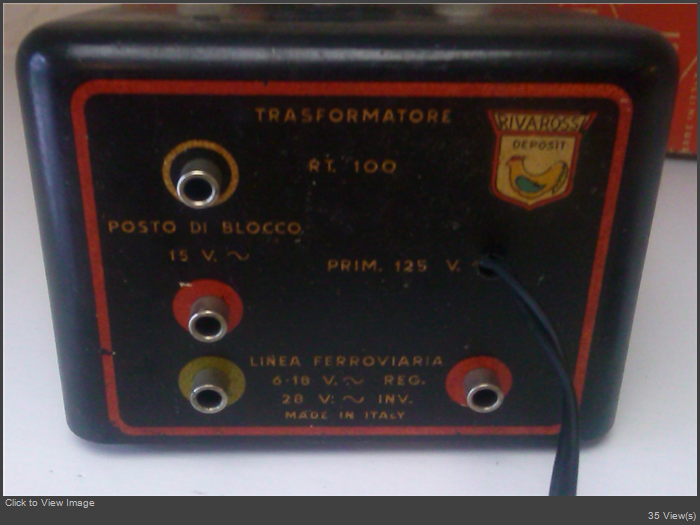 TRASFORMATORE
RIVAROSSI
DEPOSIT
RT. 100
POSTO DI BLOCCO
15 V. ~
PRIM. 125 V. ~
LINEA FERROVIARIA
6-18 V. ~ REG.
28 V. ~ INV.
MADE IN ITALY
Click to View Image
35 View(s)